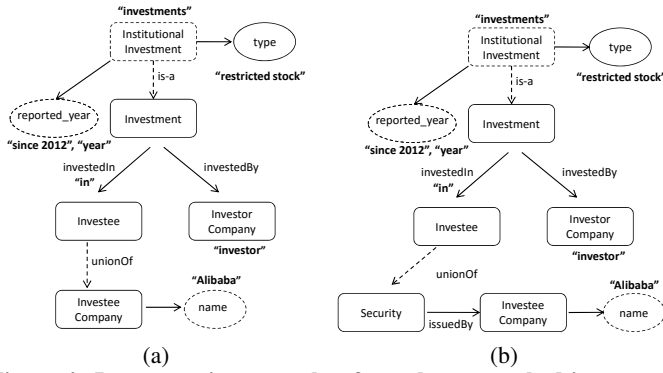 “investments”
Institutional
Investment
type
“restricted stock”
is-a
reported_year
“since 2012”, “year”
Investment
investedIn
“in”
investedBy
Investee
Investor
Company
“investor”
unionOf
“Alibaba”
Investee
Company
name
(a)
“investments”
Institutional
Investment
type
“restricted stock”
is-a
reported_year
“since 2012”, “year”
Investment
investedIn
“in”
investedBy
Investee
Investor
Company
“investor”
unionOf
“Alibaba”
Security
issuedBy
Investee
Company
name
(b)